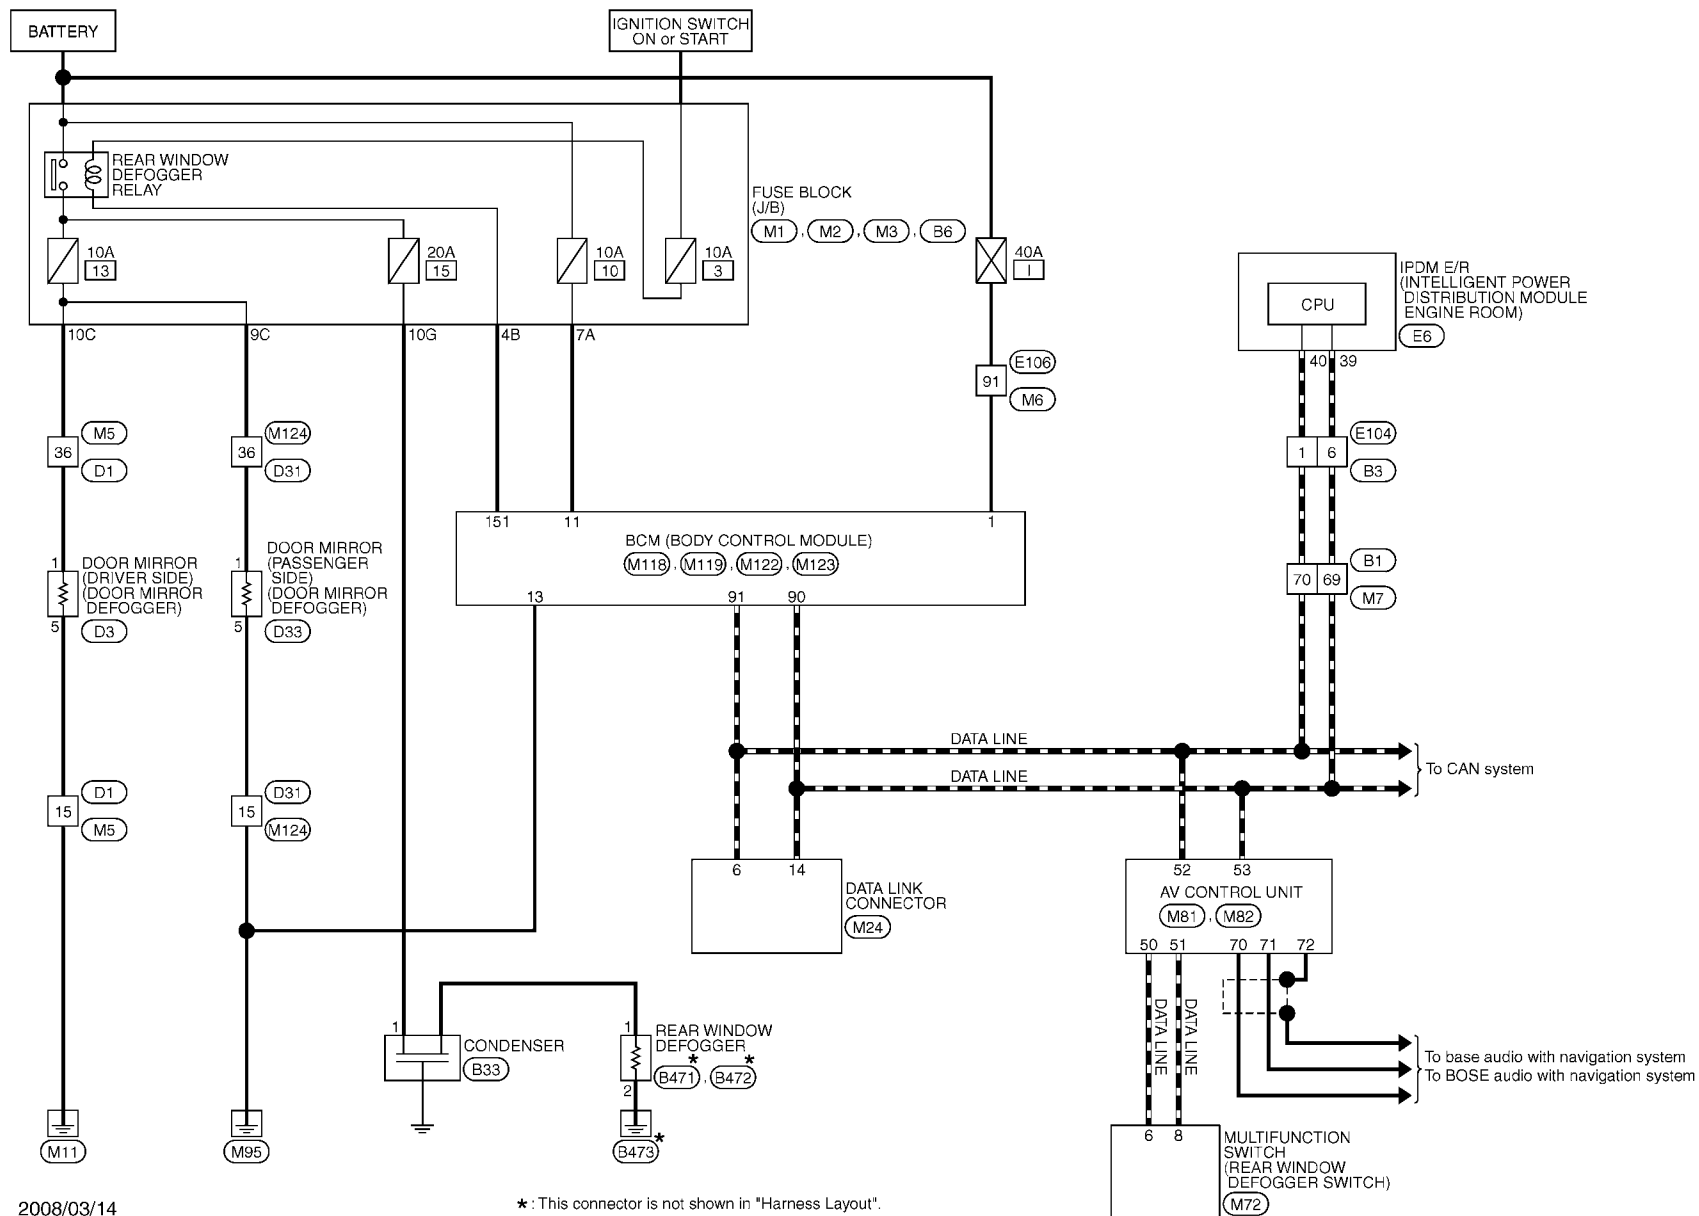 BATTERY
IGNITION SWITCH
ON or START
REAR WINDOW
DEFOGGER
RELAY
FUSE BLOCK
(J/B)
M1 , M2 , M3 , B6
10A
13
20A
15
10A
10
10A
3
40A
I
10C
9C
10G
4B
7A
IPDM E/R
(INTELLIGENT POWER
DISTRIBUTION MODULE
ENGINE ROOM)
CPU
E6
40 39
E106
91
M6
M5
36
D1
M124
36
D31
E104
1 6
B3
151 11 1
BCM (BODY CONTROL MODULE)
M118 , M119 , M122 , M123
13 91 90
B1
70 69
M7
1
DOOR MIRROR
(DRIVER SIDE)
(DOOR MIRROR
DEFOGGER)
5
D3
1
DOOR MIRROR
(PASSENGER
SIDE)
(DOOR MIRROR
DEFOGGER)
5
D33
DATA LINE
DATA LINE
To CAN system
D1
15
M5
D31
15
M124
6 14
DATA LINK
CONNECTOR
M24
52 53
AV CONTROL UNIT
M81 , M82
50 51 70 71 72
DATA LINE
DATA LINE
1
CONDENSER
B33
1
REAR WINDOW
DEFOGGER
* *
B471 , B472
2
*
B473
To base audio with navigation system
To BOSE audio with navigation system
M11
M95
6 8
MULTIFUNCTION
SWITCH
(REAR WINDOW
DEFOGGER SWITCH)
M72
2008/03/14
* : This connector is not shown in "Harness Layout".